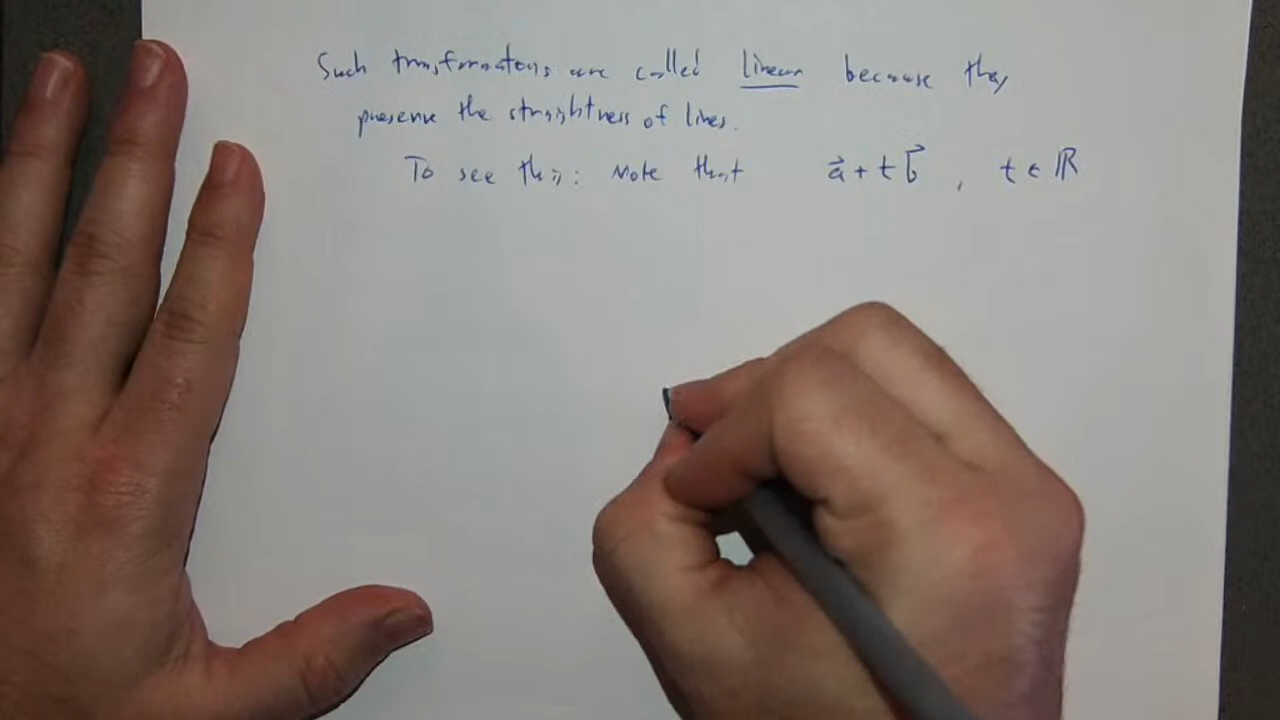 Such transformations are called linear because they
preserve the straightness of lines.
To see this: Note that a⃗ + t b⃗ , t ∈ ℝ